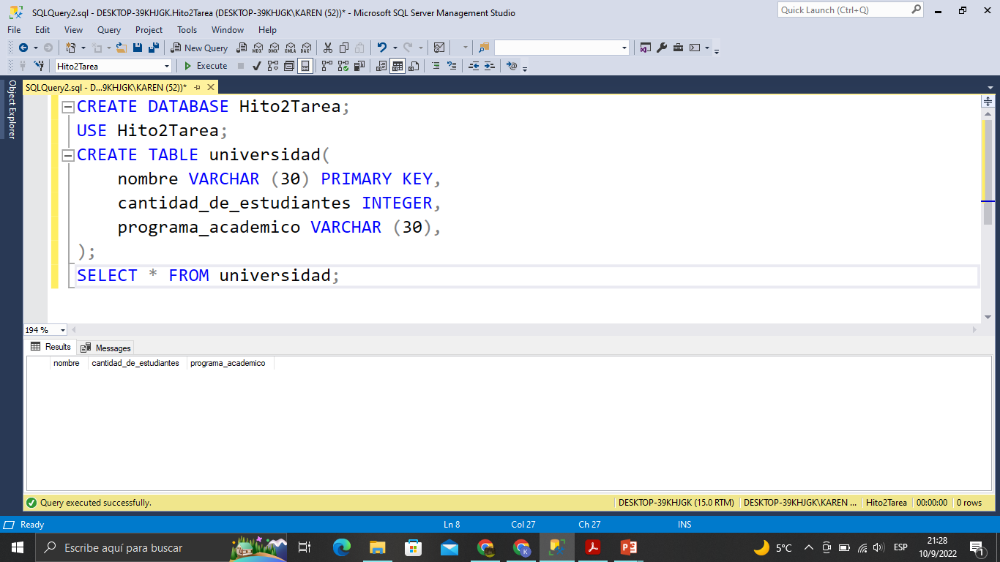 SQLQuery2.sql - DESKTOP-39KHJGK.Hito2Tarea (DESKTOP-39KHJGK\KAREN (52))* - Microsoft SQL Server Management Studio
Quick Launch (Ctrl+Q)
File Edit View Query Project Tools Window Help
New Query MDX DMX XMLA DAX
Hito2Tarea Execute
Object Explorer
SQLQuery2.sql - D...9KHJGK\KAREN (52))*
CREATE DATABASE Hito2Tarea;
USE Hito2Tarea;
CREATE TABLE universidad(
nombre VARCHAR (30) PRIMARY KEY,
cantidad_de_estudiantes INTEGER,
programa_academico VARCHAR (30),
);
SELECT * FROM universidad;
194 %
Results Messages
nombre cantidad_de_estudiantes programa_academico
Query executed successfully. DESKTOP-39KHJGK (15.0 RTM) DESKTOP-39KHJGK\KAREN ... Hito2Tarea 00:00:00 0 rows
Ready Ln 8 Col 27 Ch 27 INS
Escribe aquí para buscar K 5°C ESP 21:28
10/9/2022 1